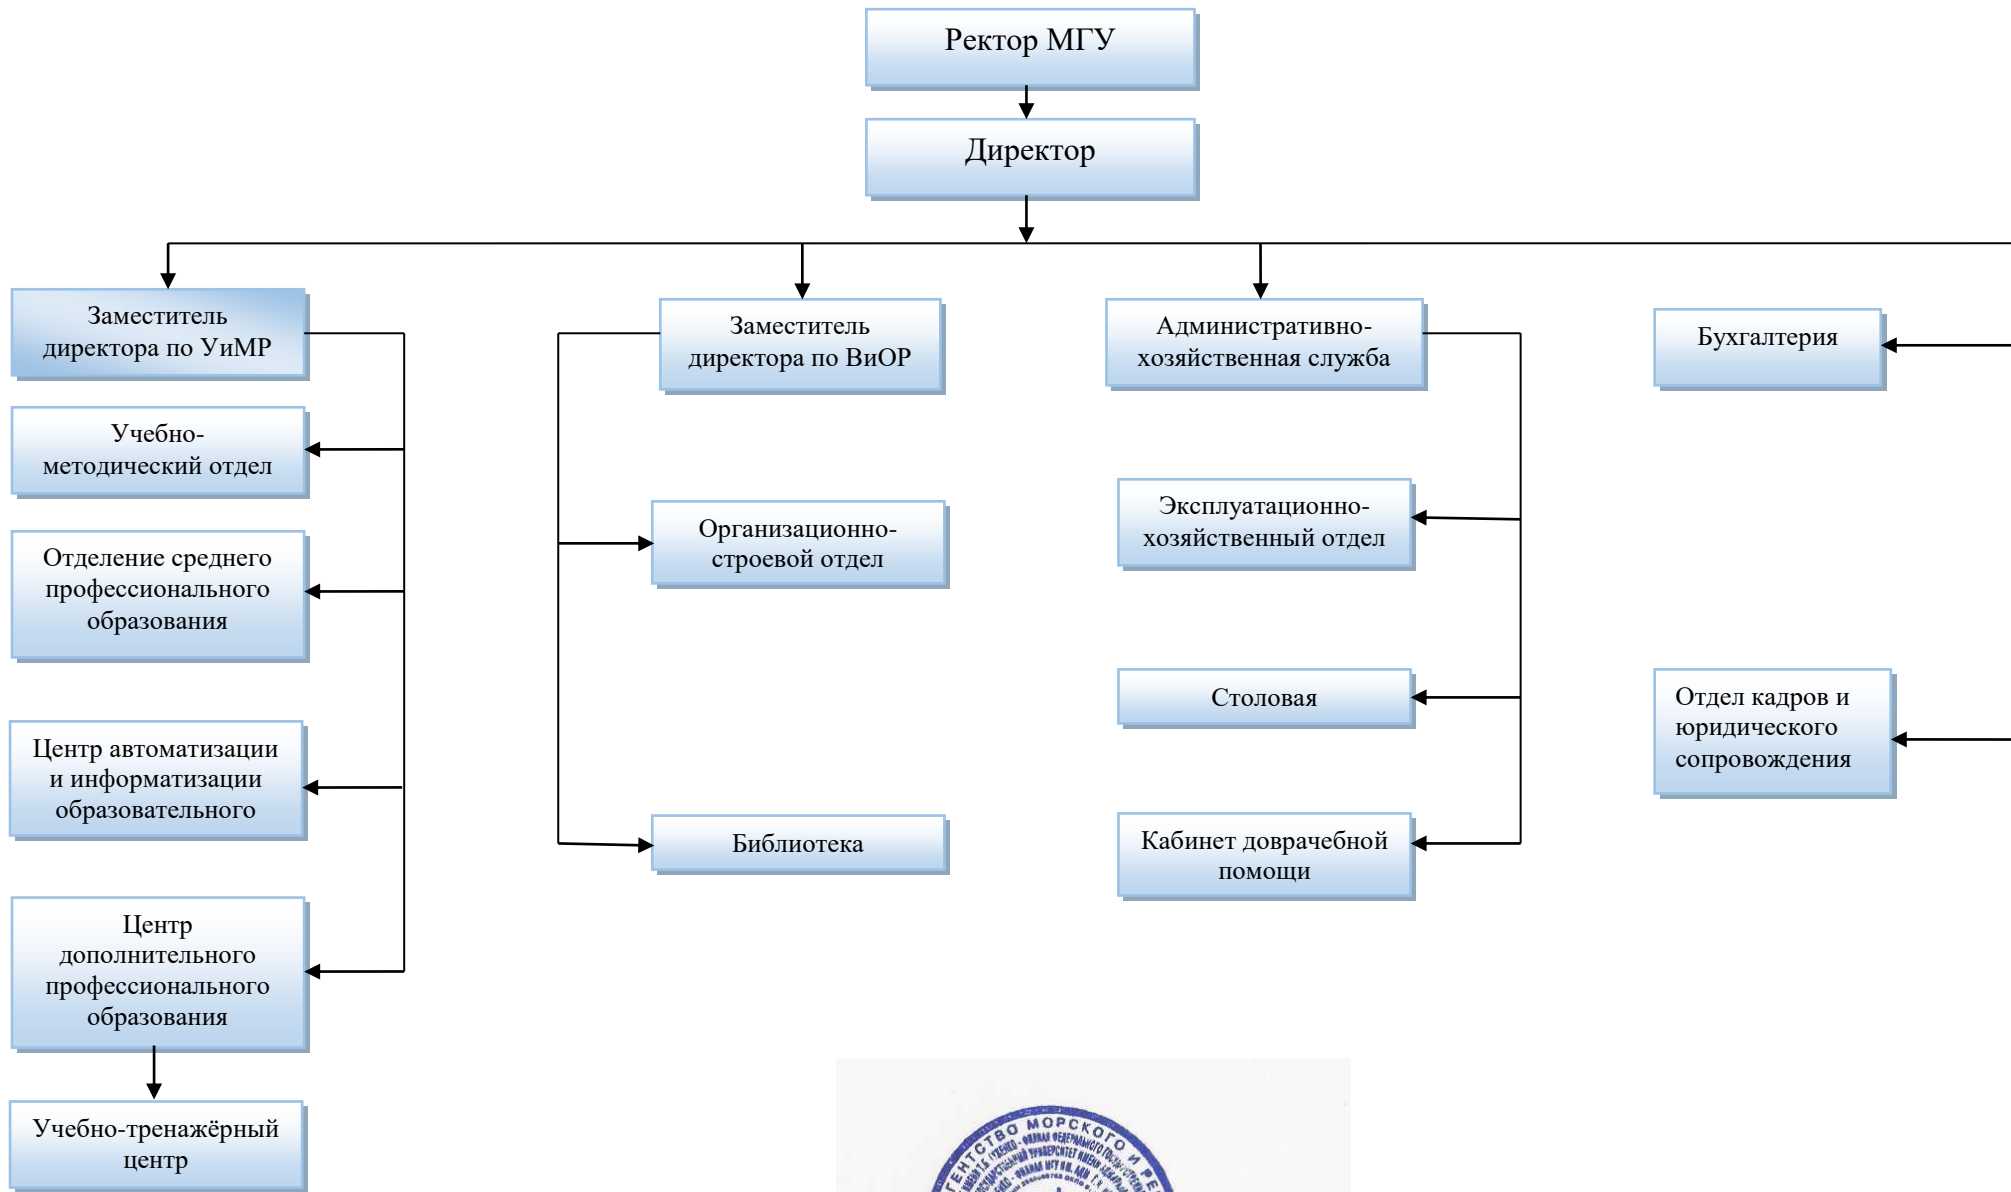 Ректор МГУ
Директор
Заместитель
директора по УиМР
Заместитель
директора по ВиОР
Административно-
хозяйственная служба
Бухгалтерия
Учебно-
методический отдел
Организационно-
строевой отдел
Эксплуатационно-
хозяйственный отдел
Отделение среднего
профессионального
образования
Столовая
Отдел кадров и
юридического
сопровождения
Центр автоматизации
и информатизации
образовательного
Библиотека
Кабинет доврачебной
помощи
Центр
дополнительного
профессионального
образования
Учебно-тренажёрный
центр
МОРСКОГО И